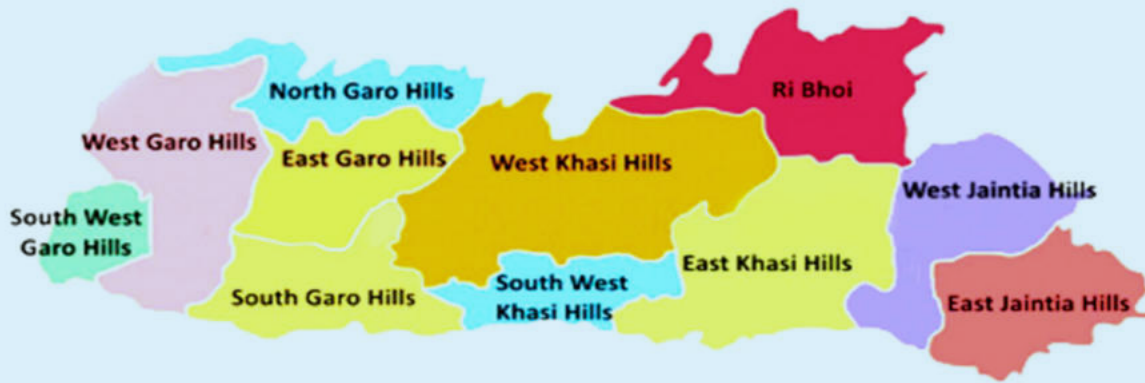 North Garo Hills
Ri Bhoi
West Garo Hills
East Garo Hills
West Khasi Hills
West Jaintia Hills
South West
Garo Hills
East Khasi Hills
South West
Khasi Hills
South Garo Hills
East Jaintia Hills